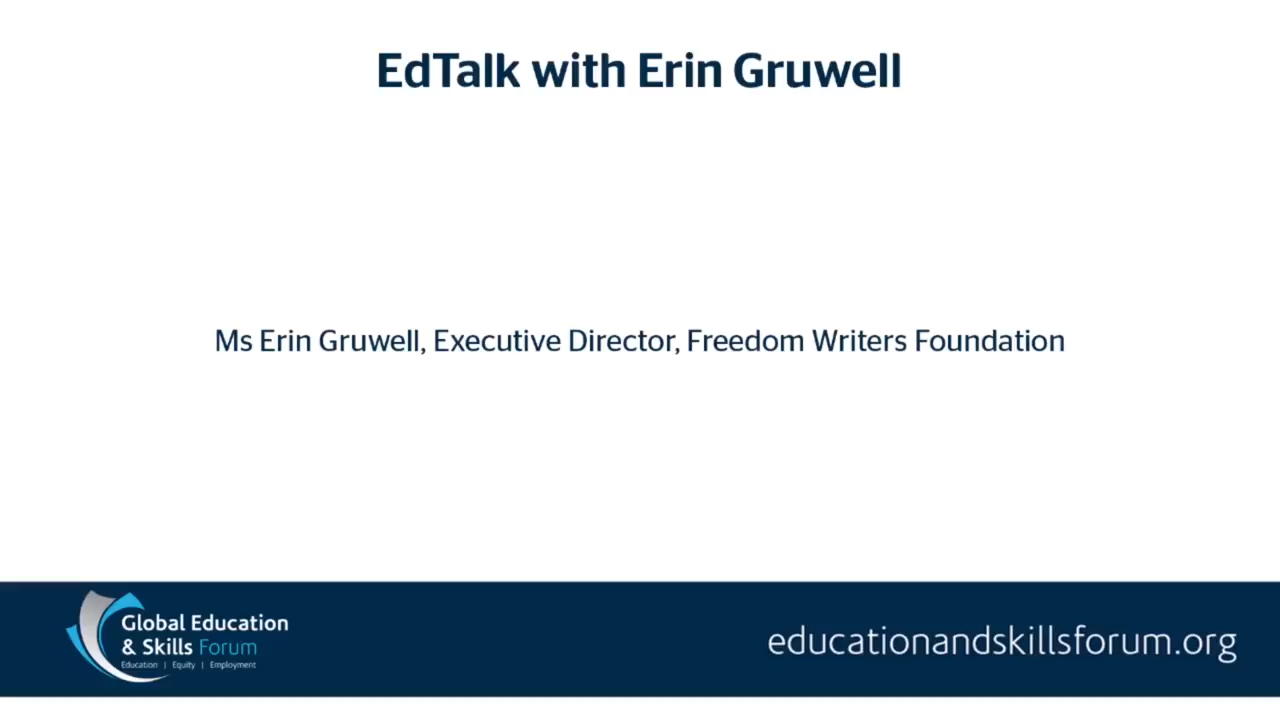 EdTalk with Erin Gruwell
Ms Erin Gruwell, Executive Director, Freedom Writers Foundation
Global Education
& Skills Forum
Education | Equity | Employment
educationandskillsforum.org